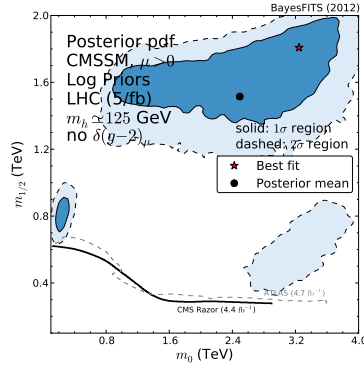 BayesFITS (2012)
Posterior pdf
CMSSM, μ > 0
Log Priors
LHC (5/fb)
m_h ≃ 125 GeV
no δ(g−2)_μ
solid: 1σ region
dashed: 2σ region
Best fit
Posterior mean
ATLAS (4.7 fb⁻¹)
CMS Razor (4.4 fb⁻¹)
2.0
1.6
1.2
0.8
0.4
m_{1/2} (TeV)
0.8 1.6 2.4 3.2 4.0
m_0 (TeV)